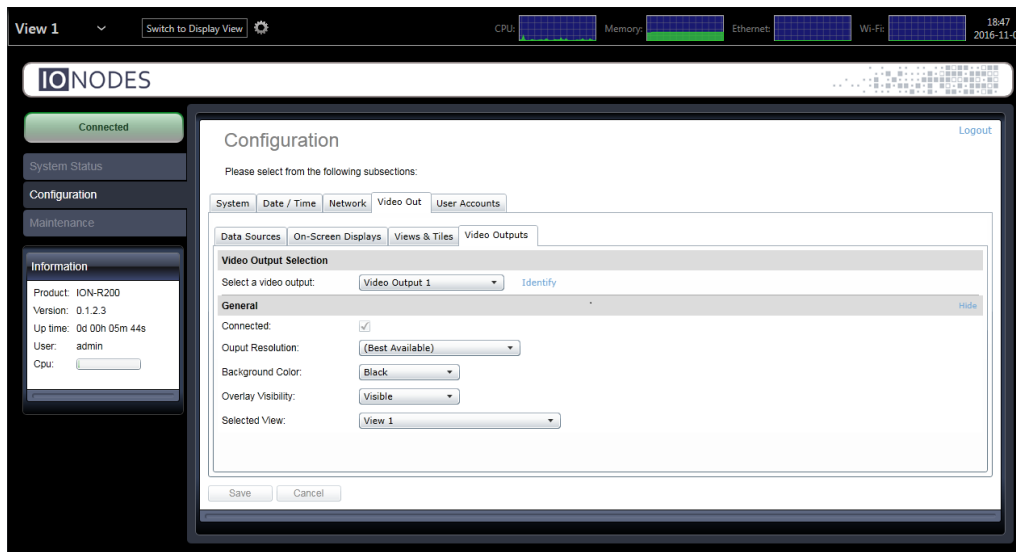 View 1 Switch to Display View CPU: Memory: Ethernet: Wi-Fi: 18:47
2016-11-0
IONODES
Connected
System Status
Configuration
Maintenance
Information
Product: ION-R200
Version: 0.1.2.3
Up time: 0d 00h 05m 44s
User: admin
Cpu:
Logout
Configuration
Please select from the following subsections:
System Date / Time Network Video Out User Accounts
Data Sources On-Screen Displays Views & Tiles Video Outputs
Video Output Selection
Select a video output: Video Output 1 Identify
General Hide
Connected:
Ouput Resolution: (Best Available)
Background Color: Black
Overlay Visibility: Visible
Selected View: View 1
Save Cancel